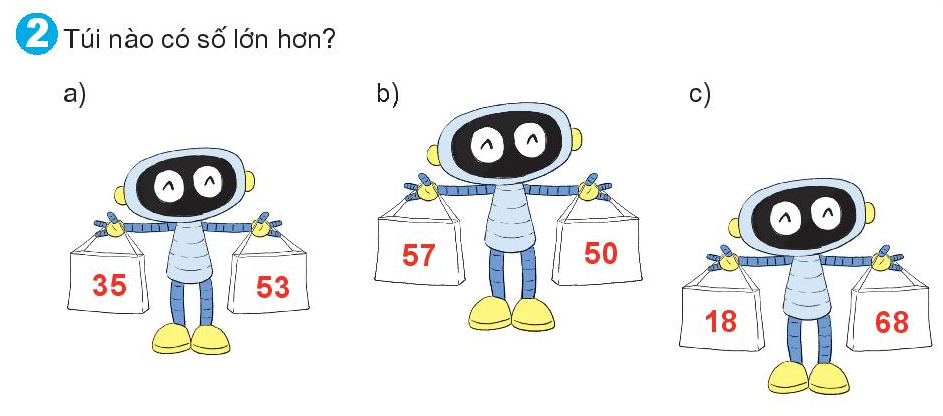 2 Túi nào có số lớn hơn?
a)
35 53
b)
57 50
c)
18 68